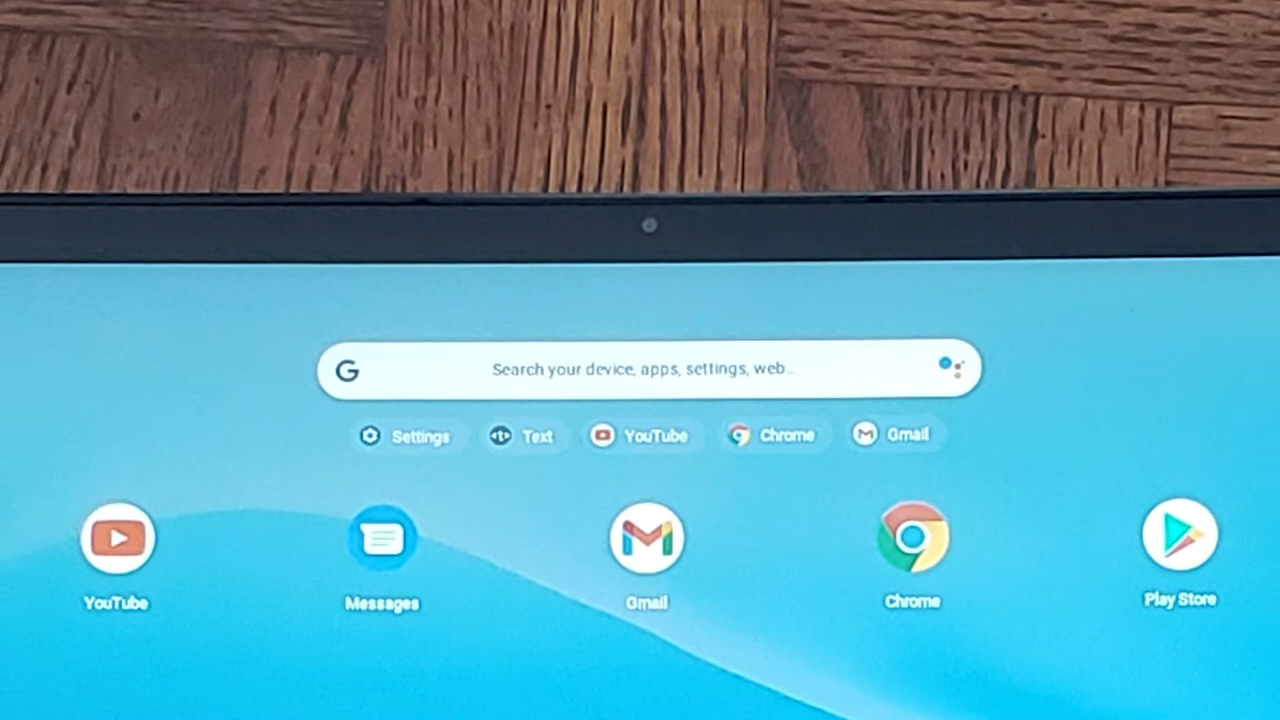 G Search your device, apps, settings, web...
Settings <t> Text YouTube Chrome Gmail
YouTube Messages Gmail Chrome Play Store